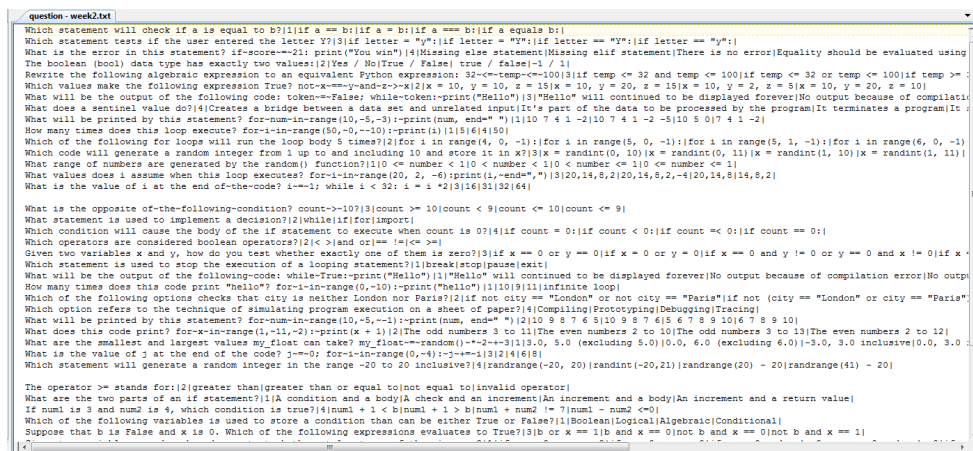 question - week2.txt
Which statement will check if a is equal to b?|1|if a == b:|if a = b:|if a === b:|if a equals b:|
Which statement tests if the user entered the letter Y?|3|if letter = "y":|if letter = "Y":|if letter == "Y":|if letter == "y":|
What is the error in this statement? if~score~=~21: print("You win")|4|Missing else statement|Missing elif statement|There is no error|Equality should be evaluated using
The boolean (bool) data type has exactly two values:|2|Yes / No|True / False| true / false|-1 / 1|
Rewrite the following algebraic expression to an equivalent Python expression: 32~<=~temp~<=~100|3|if temp <= 32 and temp <= 100|if temp <= 32 or temp <= 100|if temp >=
Which values make the following expression True? not~x~==~y~and~z~>~x|2|x = 10, y = 10, z = 15|x = 10, y = 20, z = 15|x = 10, y = 2, z = 5|x = 10, y = 20, z = 10|
What will be the output of the following code: token~=~False; while~token:~print("Hello")|3|"Hello" will continued to be displayed forever|No output because of compilatio
What does a sentinel value do?|4|Creates a bridge between a data set and unrelated input|It's part of the data to be processed by the program|It terminates a program|It
What will be printed by this statement? for~num~in~range(10,-5,-3):~print(num, end=" ")|1|10 7 4 1 -2|10 7 4 1 -2 -5|10 5 0|7 4 1 -2|
How many times does this loop execute? for~i~in~range(50,~0,~-10):~print(i)|1|5|6|4|50|
Which of the following for loops will run the loop body 5 times?|2|for i in range(4, 0, -1):|for i in range(5, 0, -1):|for i in range(5, 1, -1):|for i in range(6, 0, -1)
Which code will generate a random integer from 1 up to and including 10 and store it in x?|3|x = randint(0, 10)|x = randint(0, 11)|x = randint(1, 10)|x = randint(1, 11)|
What range of numbers are generated by the random() function?|1|0 <= number < 1|0 < number < 1|0 < number <= 1|0 <= number <= 1|
What values does i assume when this loop executes? for~i~in~range(20, 2, -6):print(i,~end=",")|3|20,14,8,2|20,14,8,2,-4|20,14,8|14,8,2|
What is the value of i at the end of~the~code? i~=~1; while i < 32: i = i *2|3|16|31|32|64|
What is the opposite of~the~following~condition? count~>~10?|3|count >= 10|count < 9|count <= 10|count <= 9|
What statement is used to implement a decision?|2|while|if|for|import|
Which condition will cause the body of the if statement to execute when count is 0?|4|if count = 0:|if count < 0:|if count =< 0:|if count == 0:|
Which operators are considered boolean operators?|2|< >|and or|== !=|<= >=|
Given two variables x and y, how do you test whether exactly one of them is zero?|3|if x == 0 or y == 0|if x = 0 or y = 0|if x == 0 and y != 0 or y == 0 and x != 0|if x
Which statement is used to stop the execution of a looping statement?|1|break|stop|pause|exit|
What will be the output of the following~code: while~True:~print("Hello")|1|"Hello" will continued to be displayed forever|No output because of compilation error|No outpu
How many times does this code print "hello"? for~i~in~range(0,~10):~print("hello")|1|10|9|11|infinite loop|
Which of the following options checks that city is neither London nor Paris?|2|if not city == "London" or not city == "Paris"|if not (city == "London" or city == "Paris"
Which option refers to the technique of simulating program execution on a sheet of paper?|4|Compiling|Prototyping|Debugging|Tracing|
What will be printed by this statement? for~num~in~range(10,~5,~-1):~print(num, end=" ")|2|10 9 8 7 6 5|10 9 8 7 6|5 6 7 8 9 10|6 7 8 9 10|
What does this code print? for~x~in~range(1,~11,~2):~print(x + 1)|2|The odd numbers 3 to 11|The even numbers 2 to 10|The odd numbers 3 to 13|The even numbers 2 to 12|
What are the smallest and largest values my_float can take? my_float~=~random()~*~2~+~3|1|3.0, 5.0 (excluding 5.0)|0.0, 6.0 (excluding 6.0)|-3.0, 3.0 inclusive|0.0, 3.0
What is the value of j at the end of the code? j~=~0; for~i~in~range(0,~4):~j~+=~i|3|2|4|6|8|
Which statement will generate a random integer in the range -20 to 20 inclusive?|4|randrange(-20, 20)|randint(-20,21)|randrange(20) - 20|randrange(41) - 20|
The operator >= stands for:|2|greater than|greater than or equal to|not equal to|invalid operator|
What are the two parts of an if statement?|1|A condition and a body|A check and an increment|An increment and a body|An increment and a return value|
If num1 is 3 and num2 is 4, which condition is true?|4|num1 + 1 < b|num1 + 1 > b|num1 + num2 != 7|num1 - num2 <=0|
Which of the following variables is used to store a condition than can be either True or False?|1|Boolean|Logical|Algebraic|Conditional|
Suppose that b is False and x is 0. Which of the following expressions evaluates to True?|3|b or x == 1|b and x == 0|not b and x == 0|not b and x == 1|